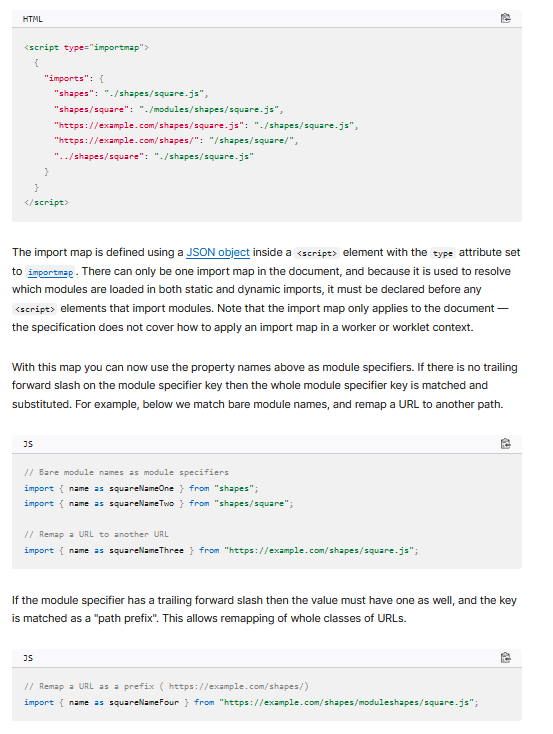 HTML
<script type="importmap">
{
"imports": {
"shapes": "./shapes/square.js",
"shapes/square": "./modules/shapes/square.js",
"https://example.com/shapes/square.js": "./shapes/square.js",
"https://example.com/shapes/": "/shapes/square/",
"../shapes/square": "./shapes/square.js"
}
}
</script>
The import map is defined using a JSON object inside a <script> element with the type attribute set
to importmap. There can only be one import map in the document, and because it is used to resolve
which modules are loaded in both static and dynamic imports, it must be declared before any
<script> elements that import modules. Note that the import map only applies to the document —
the specification does not cover how to apply an import map in a worker or worklet context.
With this map you can now use the property names above as module specifiers. If there is no trailing
forward slash on the module specifier key then the whole module specifier key is matched and
substituted. For example, below we match bare module names, and remap a URL to another path.
JS
// Bare module names as module specifiers
import { name as squareNameOne } from "shapes";
import { name as squareNameTwo } from "shapes/square";
// Remap a URL to another URL
import { name as squareNameThree } from "https://example.com/shapes/square.js";
If the module specifier has a trailing forward slash then the value must have one as well, and the key
is matched as a "path prefix". This allows remapping of whole classes of URLs.
JS
// Remap a URL as a prefix ( https://example.com/shapes/)
import { name as squareNameFour } from "https://example.com/shapes/moduleshapes/square.js";